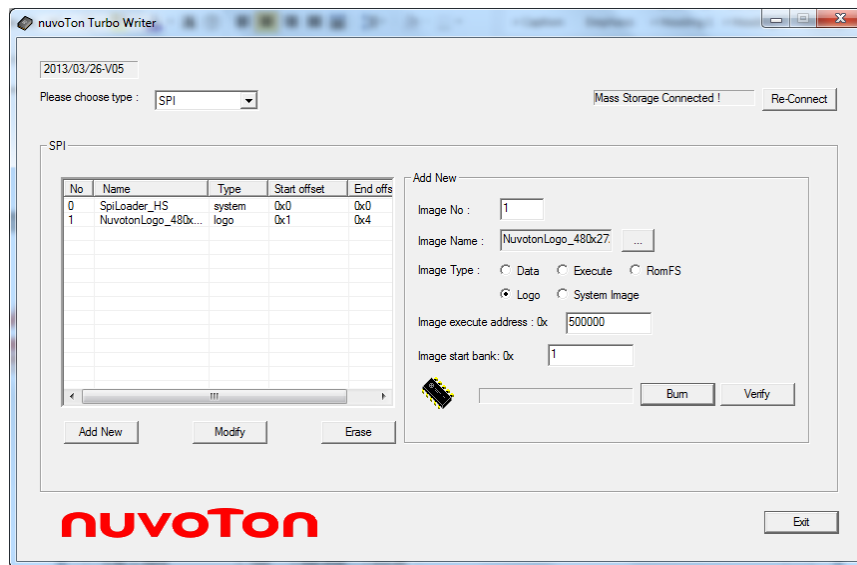 nuvoTon Turbo Writer
2013/03/26-V05
Please choose type : SPI
Mass Storage Connected ! Re-Connect
SPI
No Name Type Start offset End offs
0 SpiLoader_HS system 0x0 0x0
1 NuvotonLogo_480x... logo 0x1 0x4
Add New Modify Erase
Add New
Image No : 1
Image Name : NuvotonLogo_480x27. ...
Image Type : Data Execute RomFS
Logo System Image
Image execute address : 0x 500000
Image start bank: 0x 1
Burn Verify
nuvoTon
Exit